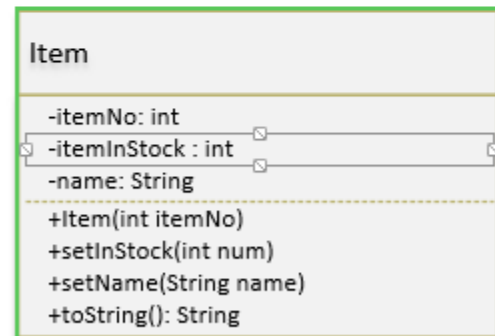 Item
-itemNo: int
-itemInStock : int
-name: String
+Item(int itemNo)
+setInStock(int num)
+setName(String name)
+toString(): String